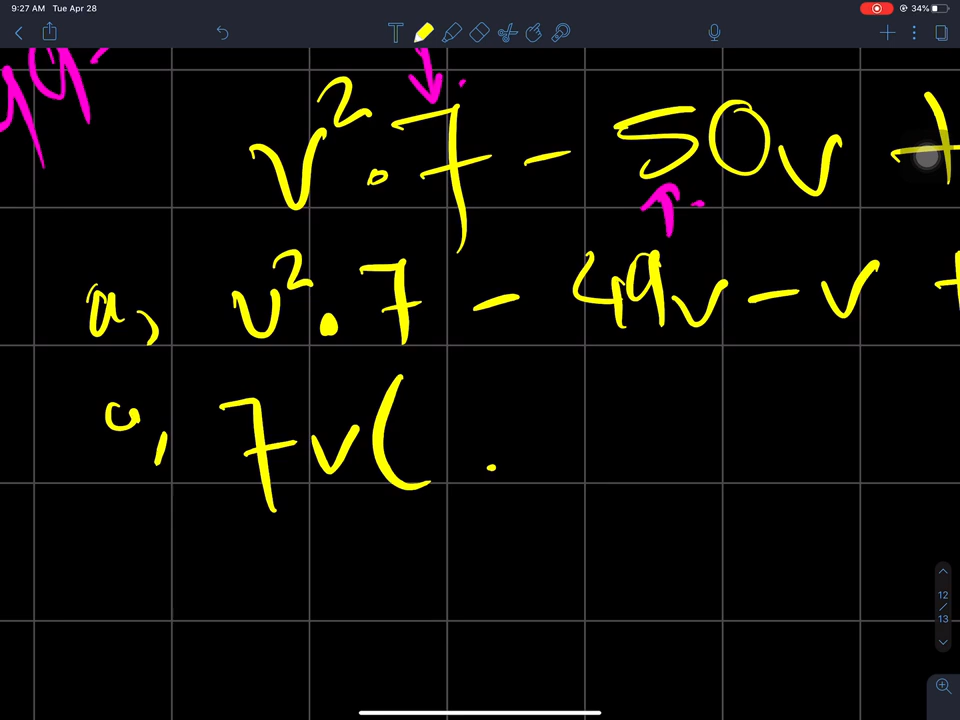 9:27 AM Tue Apr 28 34%
v².7 - 50v +
a, v².7 - 49v - v +
7v(
12
/
13